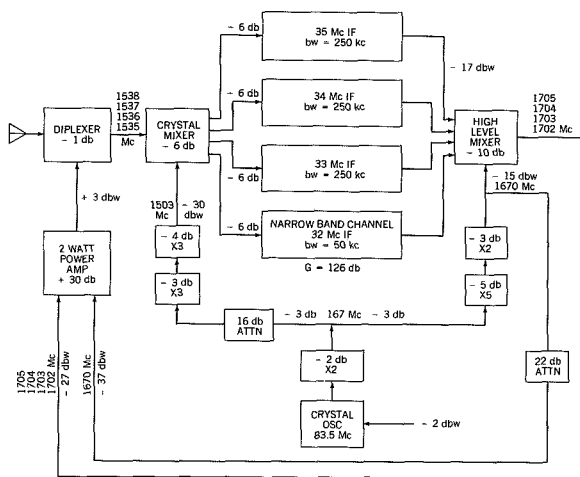 35 Mc IF
bw = 250 kc
- 6 db
- 17 dbw
34 Mc IF
bw = 250 kc
- 6 db
1538
1537
1536
1535
Mc
DIPLEXER
- 1 db
CRYSTAL
MIXER
- 6 db
HIGH
LEVEL
MIXER
- 10 db
1705
1704
1703
1702 Mc
33 Mc IF
bw = 250 kc
- 6 db
+ 3 dbw
1503
Mc
- 30
dbw
- 6 db
NARROW BAND CHANNEL
32 Mc IF
bw = 50 kc
G = 126 db
- 15 dbw
1670 Mc
2 WATT
POWER
AMP
+ 30 db
- 4 db
X3
- 3 db
X2
- 3 db
X3
- 5 db
X5
16 db
ATTN
- 3 db 167 Mc - 3 db
- 2 db
X2
22 db
ATTN
1705
1704
1703
1702 Mc
- 27 dbw
1670 Mc
- 37 dbw
CRYSTAL
OSC
83.5 Mc
- 2 dbw